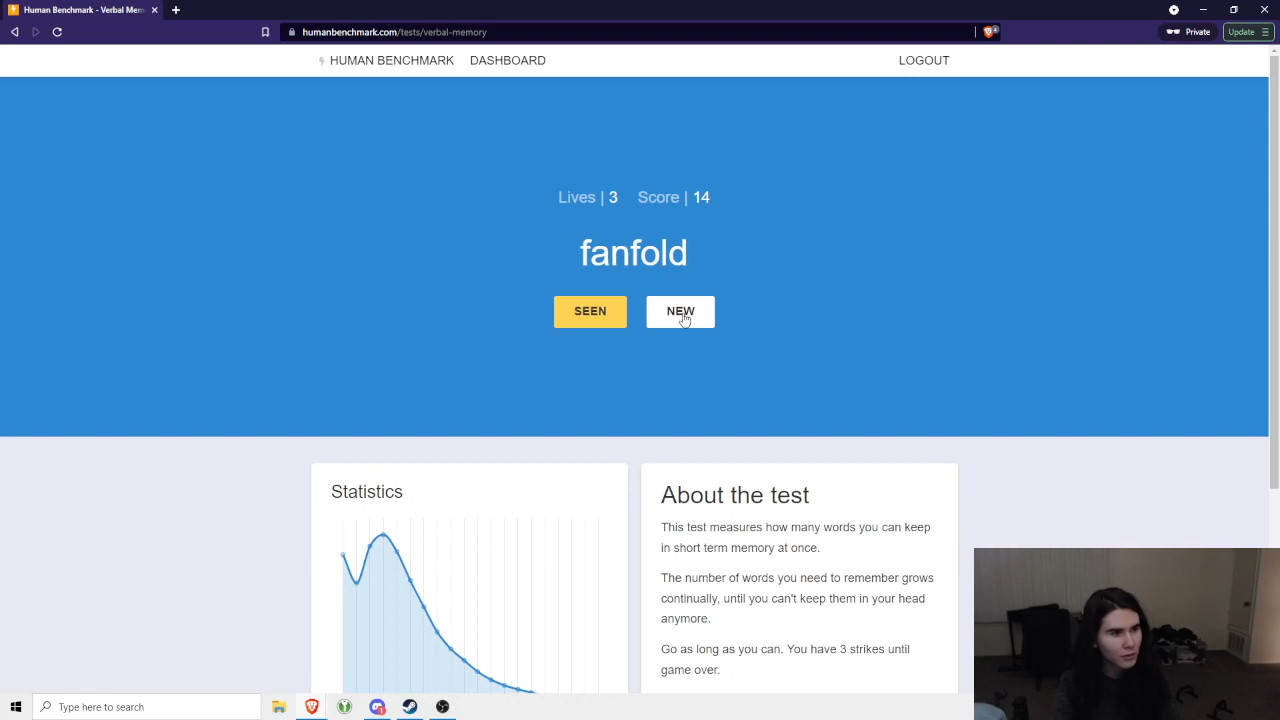 Human Benchmark - Verbal Mem
humanbenchmark.com/tests/verbal-memory
4
Private
Update
HUMAN BENCHMARK
DASHBOARD
LOGOUT
Lives | 3
Score | 14
fanfold
SEEN
NEW
Statistics
About the test
This test measures how many words you can keep
in short term memory at once.
The number of words you need to remember grows
continually, until you can't keep them in your head
anymore.
Go as long as you can. You have 3 strikes until
game over.
Type here to search